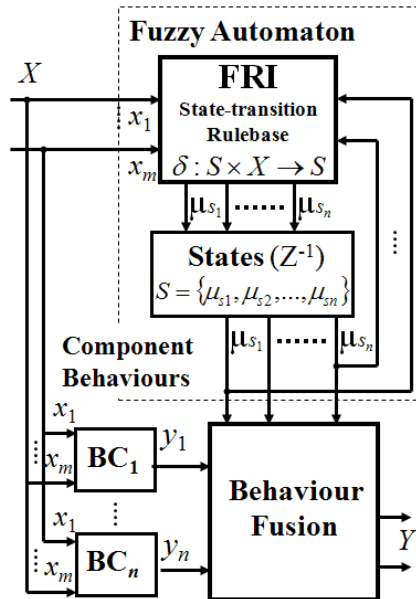 Fuzzy Automaton
X
FRI
State-transition
Rulebase
δ : S × X → S
x₁
xₘ
μs₁ ······ μsₙ
States (Z⁻¹)
S = {μs1, μs2,..., μsn}
μs₁ ······ μsₙ
Component
Behaviours
x₁
xₘ
BC₁
y₁
x₁
xₘ
BCₙ
yₙ
Behaviour
Fusion
Y